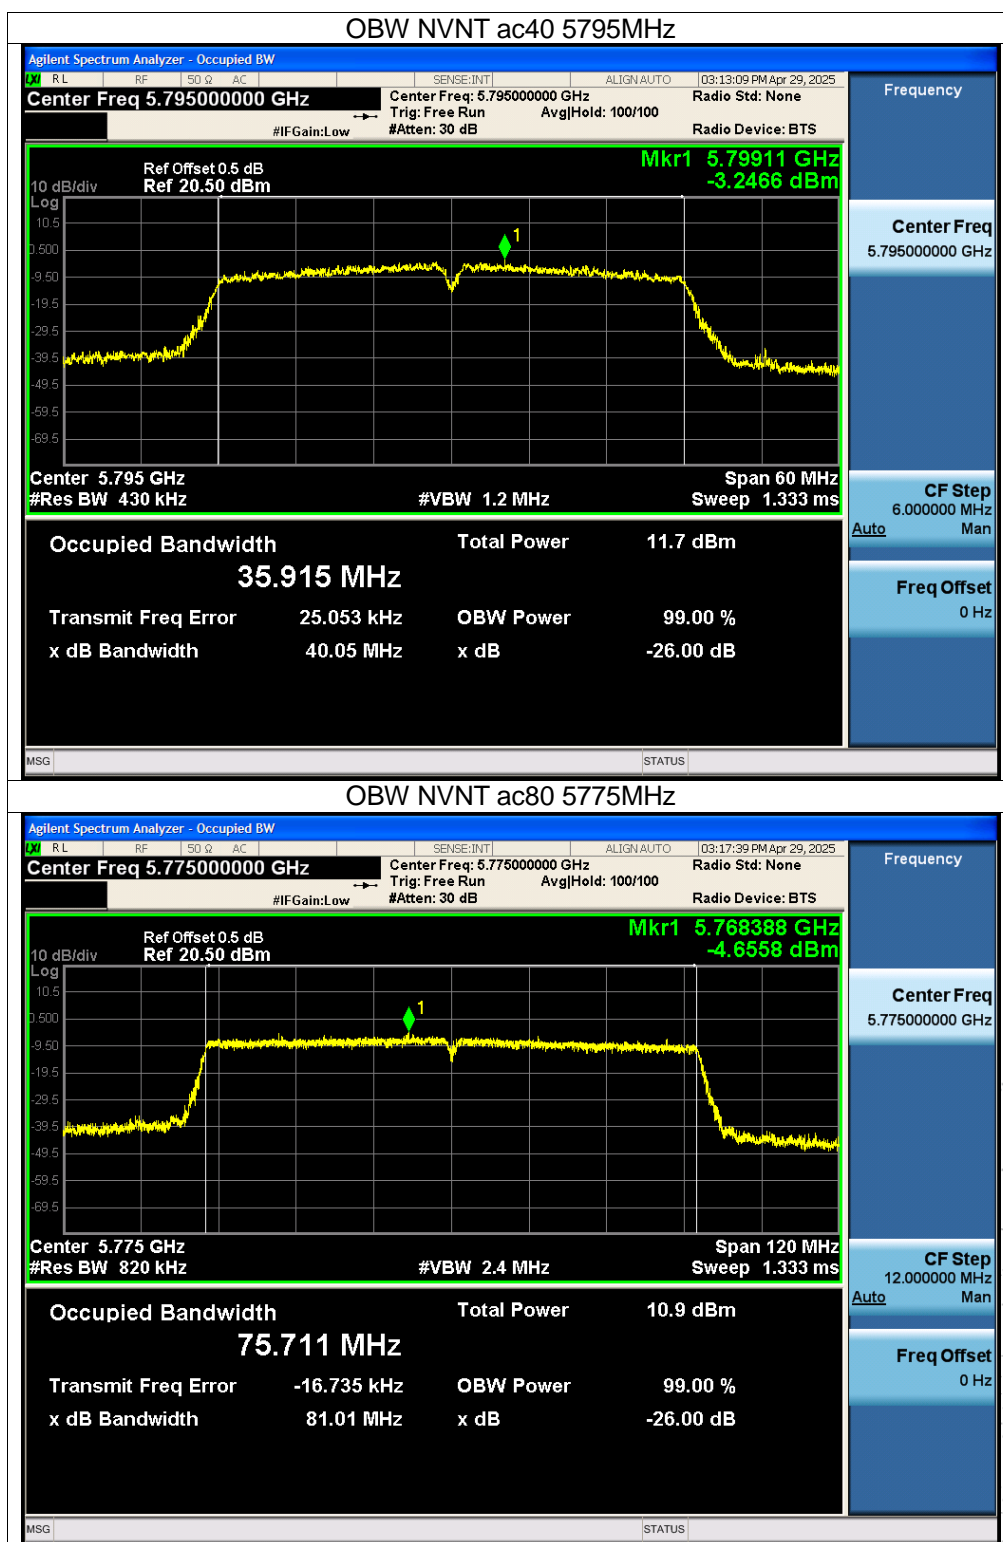 OBW NVNT ac40 5795MHz
Agilent Spectrum Analyzer - Occupied BW
LXI RL RF 50 Ω AC SENSE:INT ALIGN AUTO 03:13:09 PM Apr 29, 2025
Center Freq 5.795000000 GHz Center Freq: 5.795000000 GHz Radio Std: None Frequency
Trig: Free Run Avg|Hold: 100/100
#IFGain:Low #Atten: 30 dB Radio Device: BTS
Mkr1 5.79911 GHz
Ref Offset 0.5 dB -3.2466 dBm
10 dB/div Ref 20.50 dBm
Log
10.5
0.500
-9.50
-19.5
-29.5
-39.5
-49.5
-59.5
-69.5
1
Center Freq
5.795000000 GHz
Center 5.795 GHz Span 60 MHz
#Res BW 430 kHz #VBW 1.2 MHz Sweep 1.333 ms
CF Step
6.000000 MHz
Auto Man
Occupied Bandwidth Total Power 11.7 dBm
35.915 MHz
Freq Offset
0 Hz
Transmit Freq Error 25.053 kHz OBW Power 99.00 %
x dB Bandwidth 40.05 MHz x dB -26.00 dB
MSG STATUS
OBW NVNT ac80 5775MHz
Agilent Spectrum Analyzer - Occupied BW
LXI RL RF 50 Ω AC SENSE:INT ALIGN AUTO 03:17:39 PM Apr 29, 2025
Center Freq 5.775000000 GHz Center Freq: 5.775000000 GHz Radio Std: None Frequency
Trig: Free Run Avg|Hold: 100/100
#IFGain:Low #Atten: 30 dB Radio Device: BTS
Mkr1 5.768388 GHz
Ref Offset 0.5 dB -4.6558 dBm
10 dB/div Ref 20.50 dBm
Log
10.5
0.500
-9.50
-19.5
-29.5
-39.5
-49.5
-59.5
-69.5
1
Center Freq
5.775000000 GHz
Center 5.775 GHz Span 120 MHz
#Res BW 820 kHz #VBW 2.4 MHz Sweep 1.333 ms
CF Step
12.000000 MHz
Auto Man
Occupied Bandwidth Total Power 10.9 dBm
75.711 MHz
Freq Offset
0 Hz
Transmit Freq Error -16.735 kHz OBW Power 99.00 %
x dB Bandwidth 81.01 MHz x dB -26.00 dB
MSG STATUS